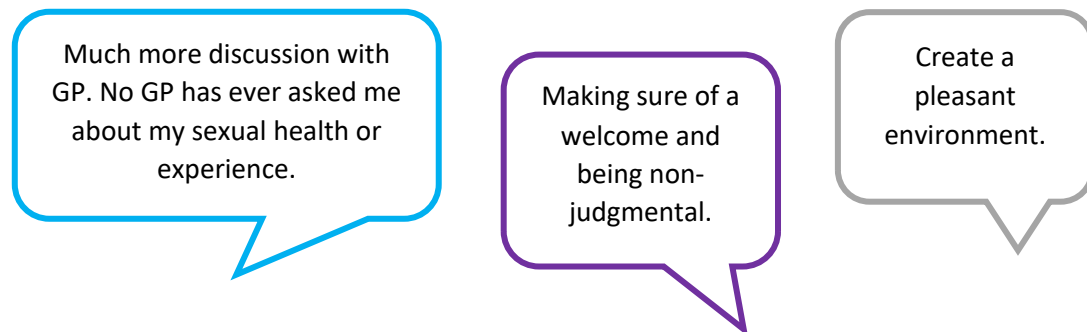 Much more discussion with
GP. No GP has ever asked me
about my sexual health or
experience.
Making sure of a
welcome and
being non-
judgmental.
Create a
pleasant
environment.